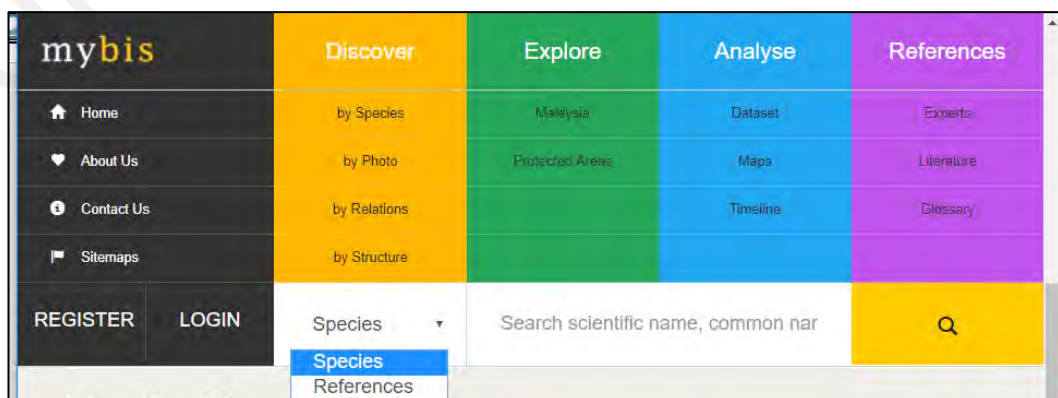 mybis Discover Explore Analyse References
Home by Species Malaysia Dataset Experts
About Us by Photo Protected Areas Maps Literature
Contact Us by Relations Timeline Glossary
Sitemaps by Structure
REGISTER LOGIN Species Search scientific name, common nar
Species
References